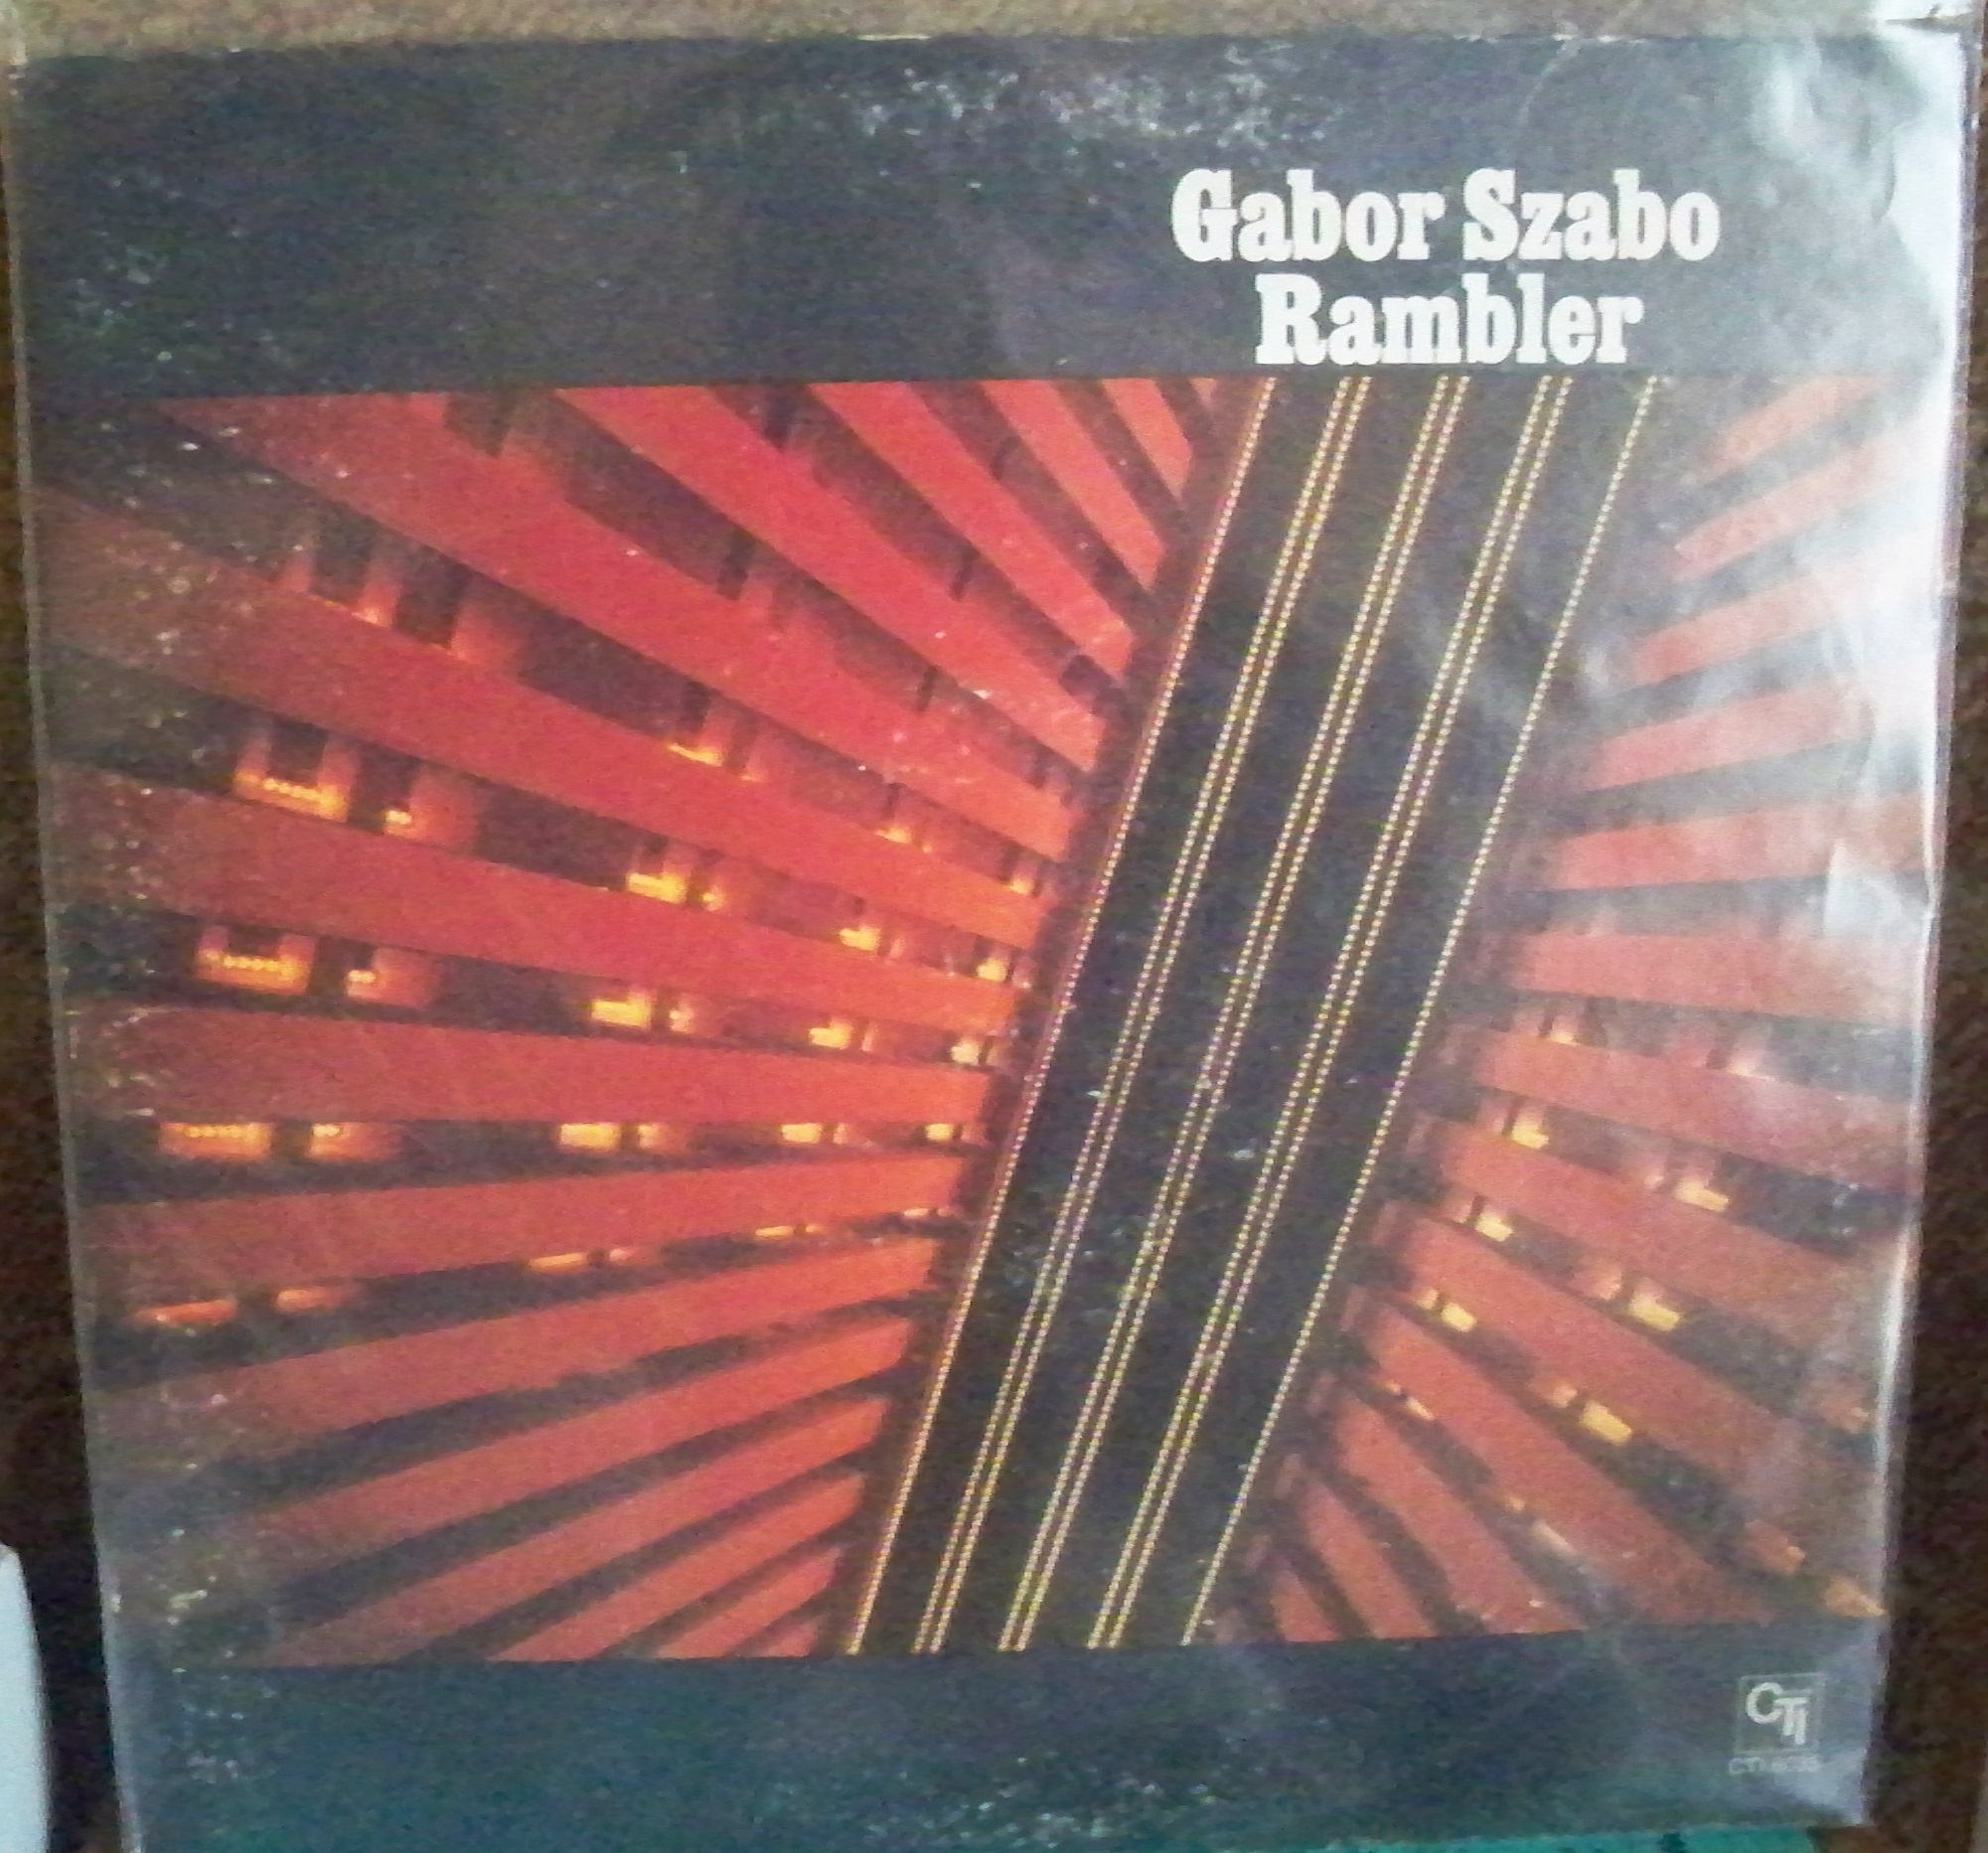 Gabor Szabo
Rambler
CTI